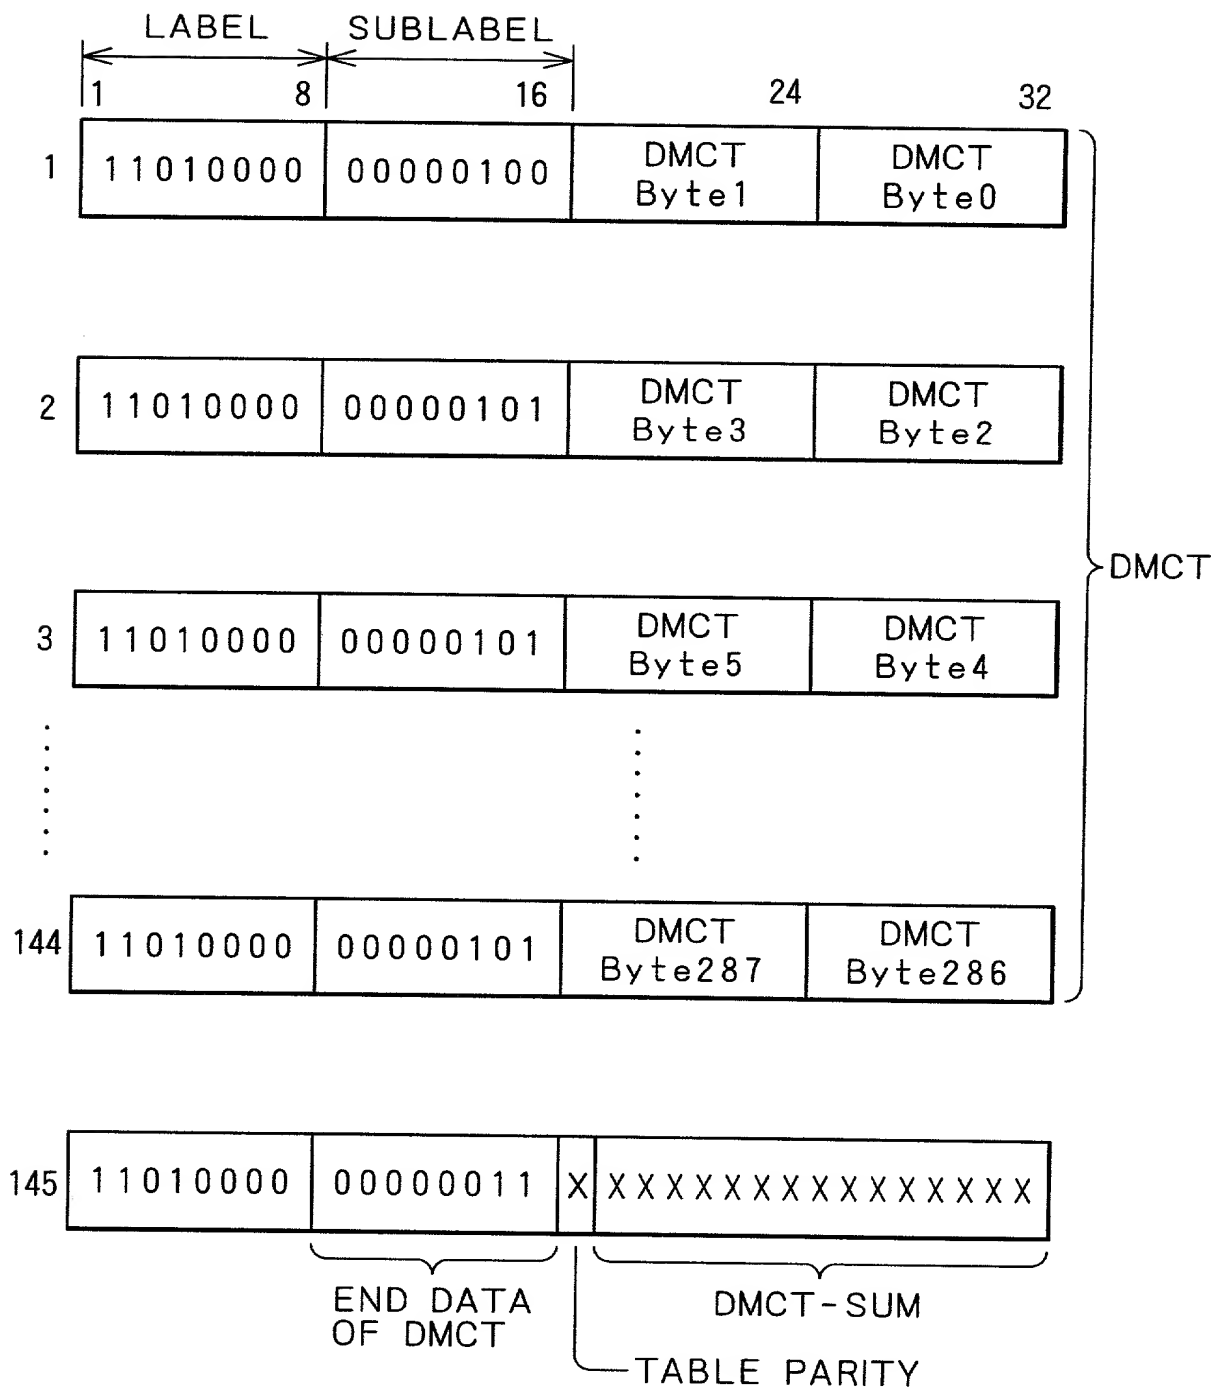 LABEL SUBLABEL
1 8 16 24 32
1 11010000 00000100 DMCT DMCT
Byte1 Byte0
2 11010000 00000101 DMCT DMCT
Byte3 Byte2
DMCT
3 11010000 00000101 DMCT DMCT
Byte5 Byte4
144 11010000 00000101 DMCT DMCT
Byte287 Byte286
145 11010000 00000011 X XXXXXXXXXXXXXXX
END DATA DMCT-SUM
OF DMCT
TABLE PARITY